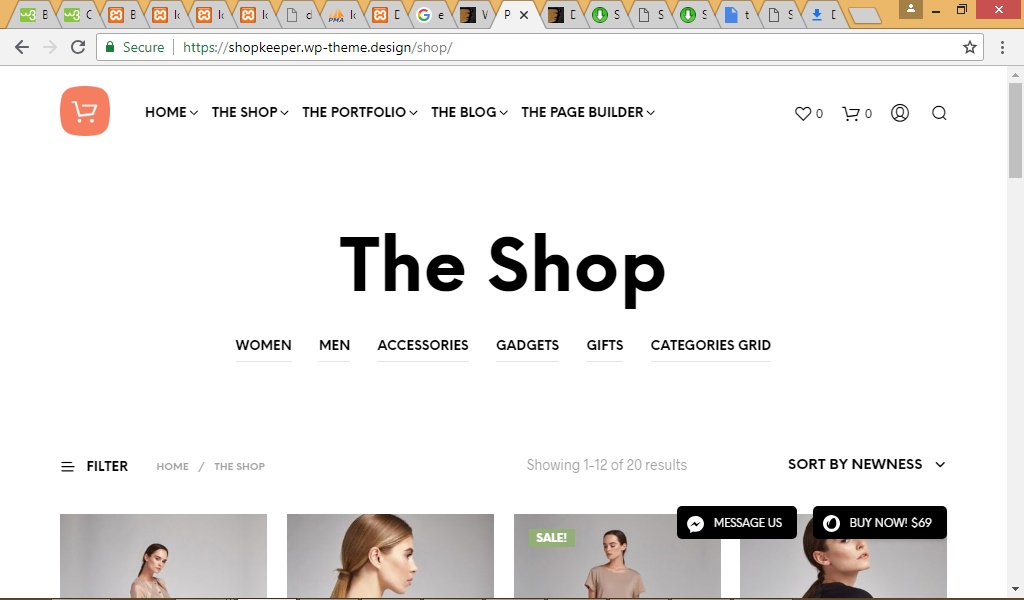 Secure
https://shopkeeper.wp-theme.design/shop/
HOME THE SHOP THE PORTFOLIO THE BLOG THE PAGE BUILDER
0 0
The Shop
WOMEN MEN ACCESSORIES GADGETS GIFTS CATEGORIES GRID
FILTER HOME / THE SHOP Showing 1–12 of 20 results SORT BY NEWNESS
SALE! MESSAGE US BUY NOW! $69